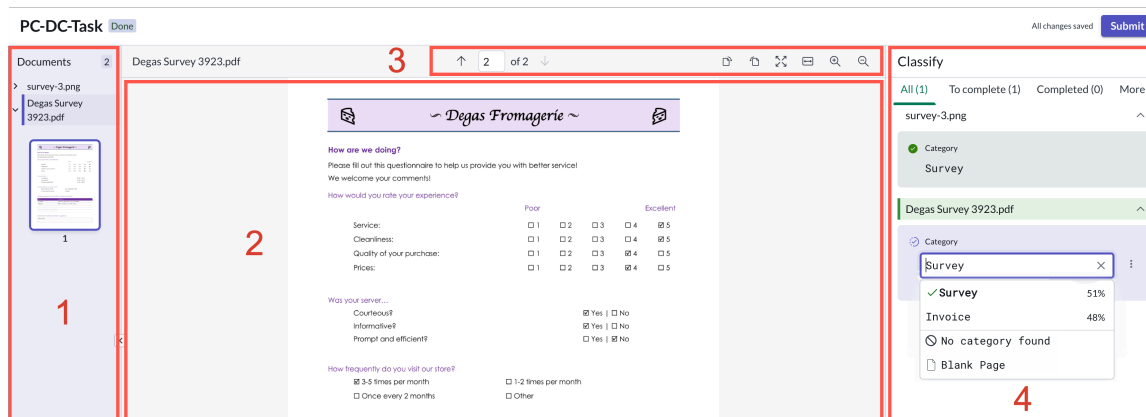 PC-DC-Task Done
All changes saved Submit
Documents 2
survey-3.png
Degas Survey
3923.pdf
1
1
Degas Survey 3923.pdf
3
2 of 2
2
~ Degas Fromagerie ~
How are we doing?
Please fill out this questionnaire to help us provide you with better service!
We welcome your comments!
How would you rate your experience?
Poor Excellent
Service: ☐ 1 ☐ 2 ☐ 3 ☐ 4 ☑ 5
Cleanliness: ☐ 1 ☐ 2 ☐ 3 ☐ 4 ☑ 5
Quality of your purchase: ☐ 1 ☐ 2 ☐ 3 ☑ 4 ☐ 5
Prices: ☐ 1 ☐ 2 ☐ 3 ☑ 4 ☐ 5
Was your server...
Courteous? ☑ Yes | ☐ No
Informative? ☑ Yes | ☐ No
Prompt and efficient? ☐ Yes | ☑ No
How frequently do you visit our store?
☑ 3-5 times per month ☐ 1-2 times per month
☐ Once every 2 months ☐ Other
Classify
All (1) To complete (1) Completed (0) More
survey-3.png
Category
Survey
Degas Survey 3923.pdf
Category
Survey
Survey 51%
Invoice 48%
No category found
Blank Page
4